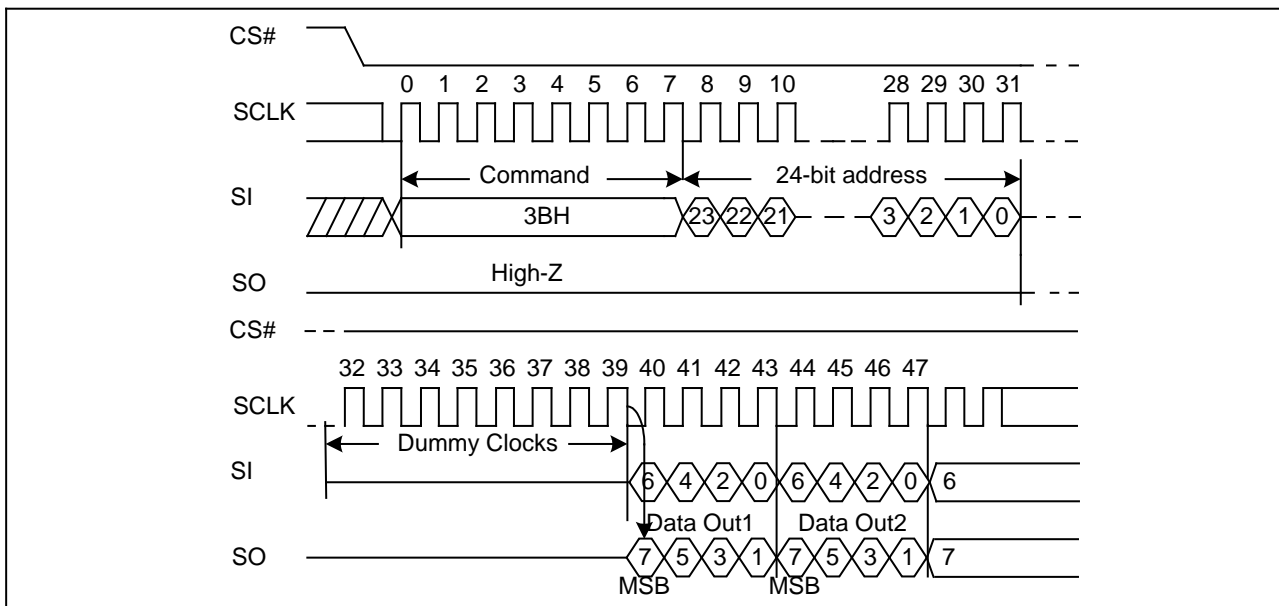 CS#
0 1 2 3 4 5 6 7 8 9 10 28 29 30 31
SCLK
Command 24-bit address
SI
3BH 23 22 21 3 2 1 0
High-Z
SO
CS#
32 33 34 35 36 37 38 39 40 41 42 43 44 45 46 47
SCLK
Dummy Clocks
SI
6 4 2 0 6 4 2 0 6
Data Out1 Data Out2
SO
7 5 3 1 7 5 3 1 7
MSB MSB